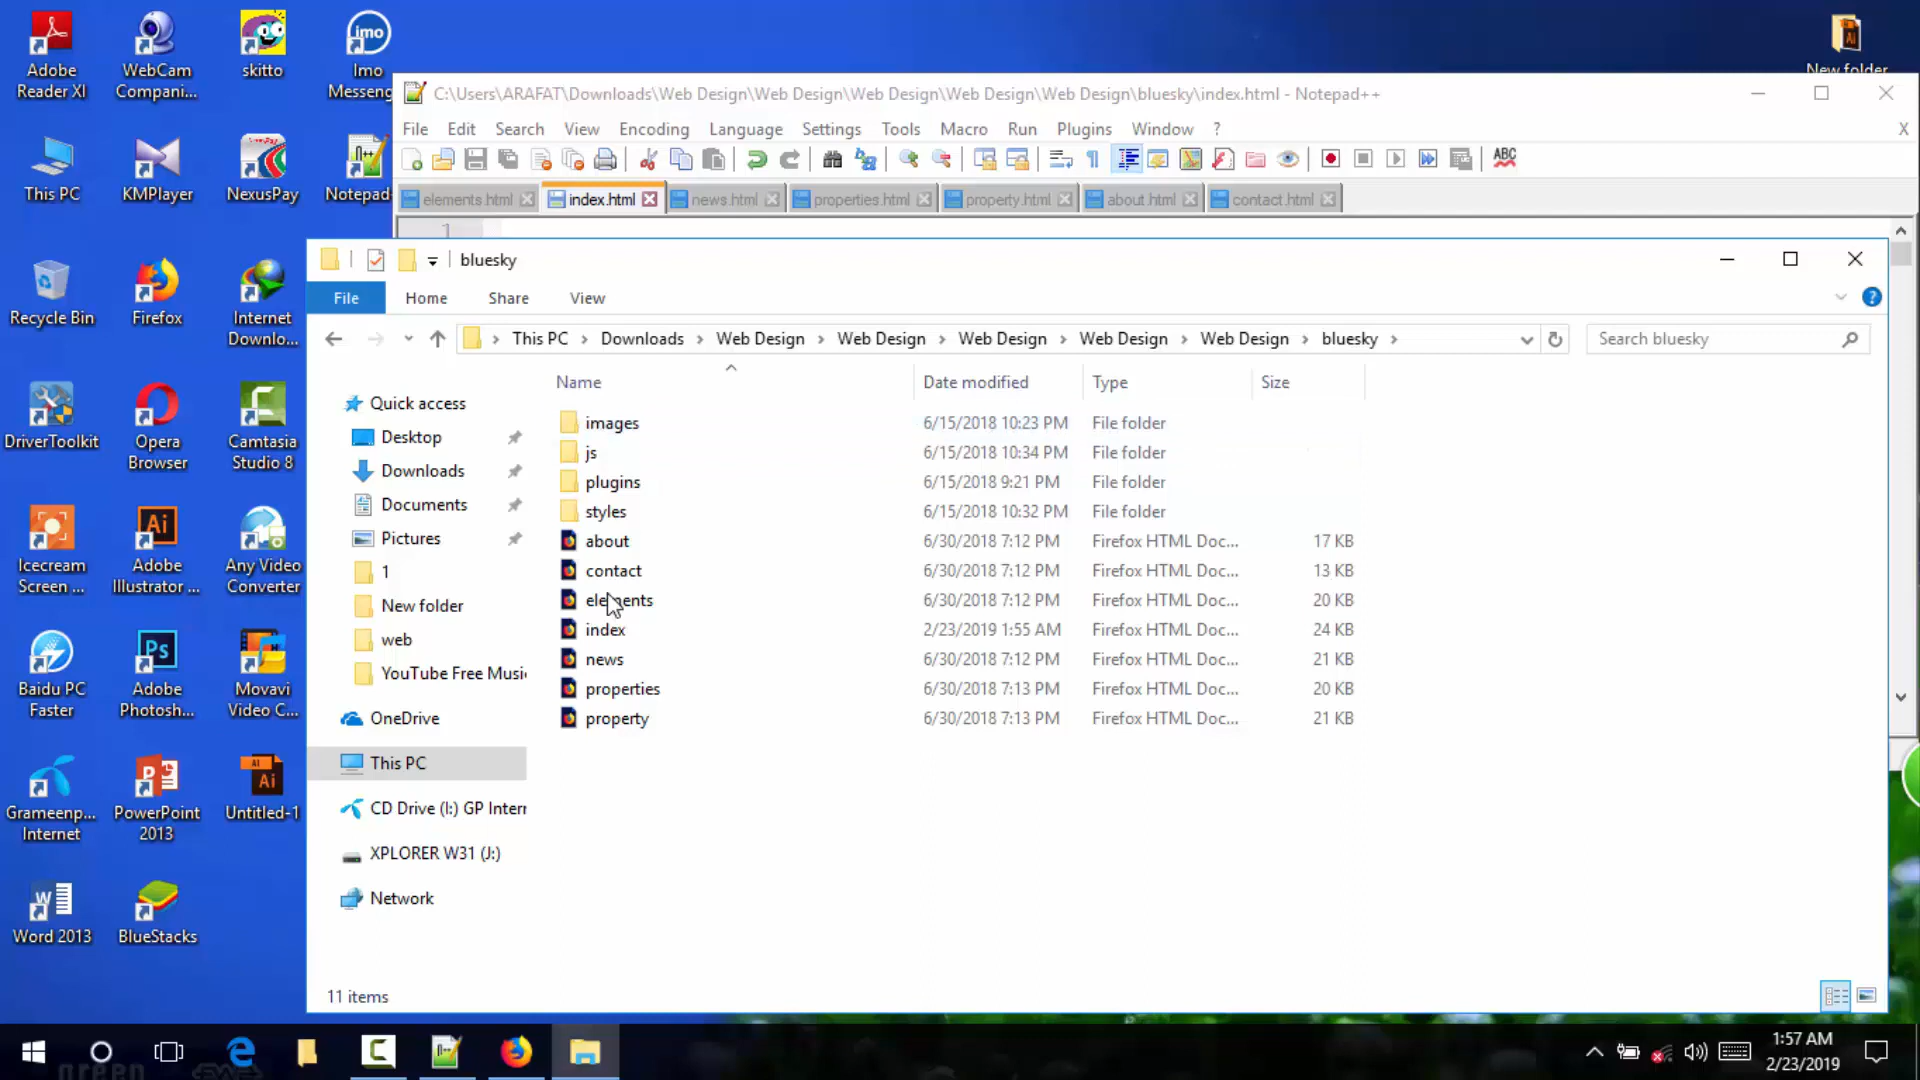 Adobe
Reader XI
WebCam
Compani...
skitto
imo
Imo
Messeng
New folder
This PC
KMPlayer
NexusPay
Notepad
Recycle Bin
Firefox
Internet
Downlo...
DriverToolkit
Opera
Browser
Camtasia
Studio 8
Icecream
Screen ...
Adobe
Illustrator ...
Any Video
Converter
Baidu PC
Faster
Adobe
Photosh...
Movavi
Video C...
Grameenp...
Internet
PowerPoint
2013
Untitled-1
Word 2013
BlueStacks
C:\Users\ARAFAT\Downloads\Web Design\Web Design\Web Design\Web Design\Web Design\bluesky\index.html - Notepad++
File Edit Search View Encoding Language Settings Tools Macro Run Plugins Window ? X
ABC
elements.html index.html news.html properties.html property.html about.html contact.html
1
bluesky
File Home Share View
This PC Downloads Web Design Web Design Web Design Web Design Web Design bluesky
Search bluesky
Name Date modified Type Size
Quick access
Desktop
Downloads
Documents
Pictures
1
New folder
web
YouTube Free Musi
OneDrive
This PC
CD Drive (I:) GP Inter
XPLORER W31 (J:)
Network
images 6/15/2018 10:23 PM File folder
js 6/15/2018 10:34 PM File folder
plugins 6/15/2018 9:21 PM File folder
styles 6/15/2018 10:32 PM File folder
about 6/30/2018 7:12 PM Firefox HTML Doc... 17 KB
contact 6/30/2018 7:12 PM Firefox HTML Doc... 13 KB
elements 6/30/2018 7:12 PM Firefox HTML Doc... 20 KB
index 2/23/2019 1:55 AM Firefox HTML Doc... 24 KB
news 6/30/2018 7:12 PM Firefox HTML Doc... 21 KB
properties 6/30/2018 7:13 PM Firefox HTML Doc... 20 KB
property 6/30/2018 7:13 PM Firefox HTML Doc... 21 KB
11 items
1:57 AM
2/23/2019